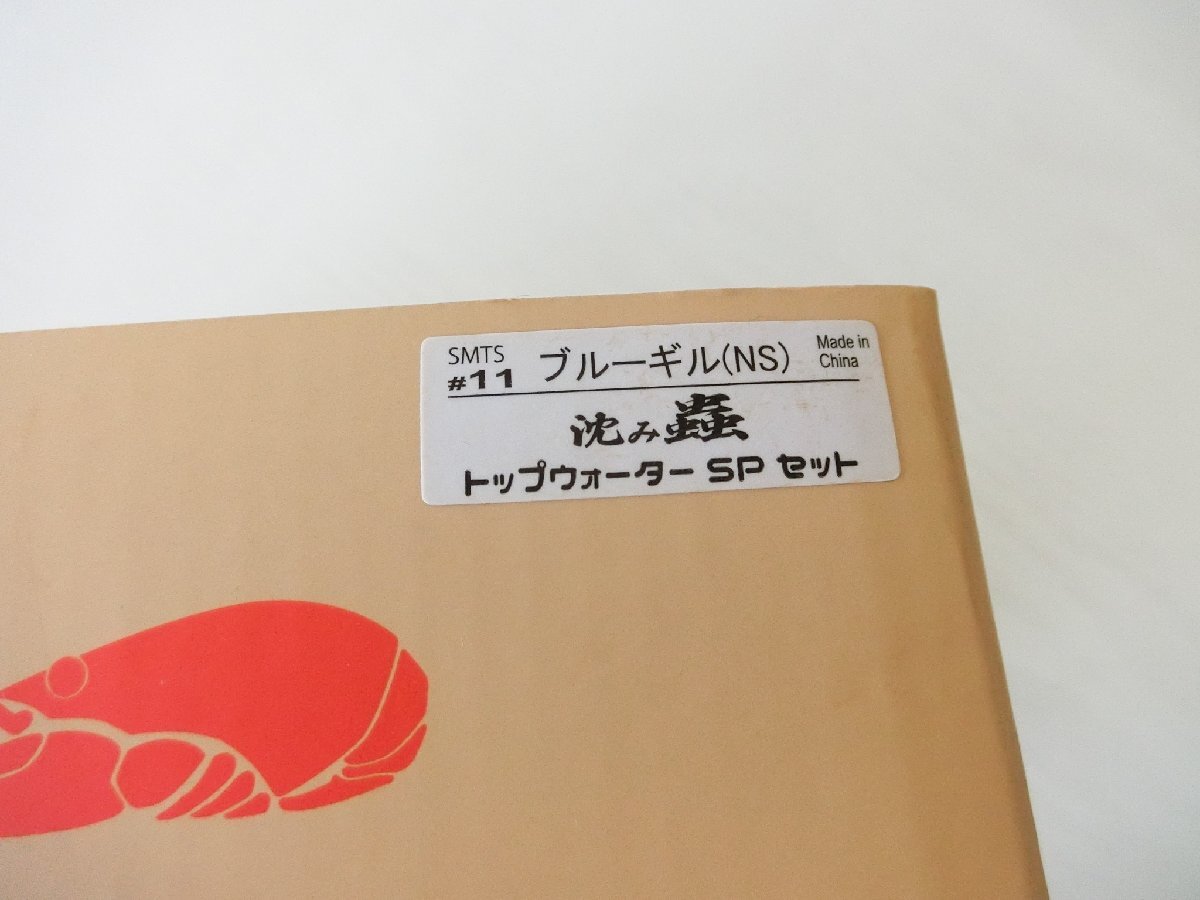 SMTS
#11 ブルーギル(NS)
Made in
China
沈み蟲
トップウォーター SP セット